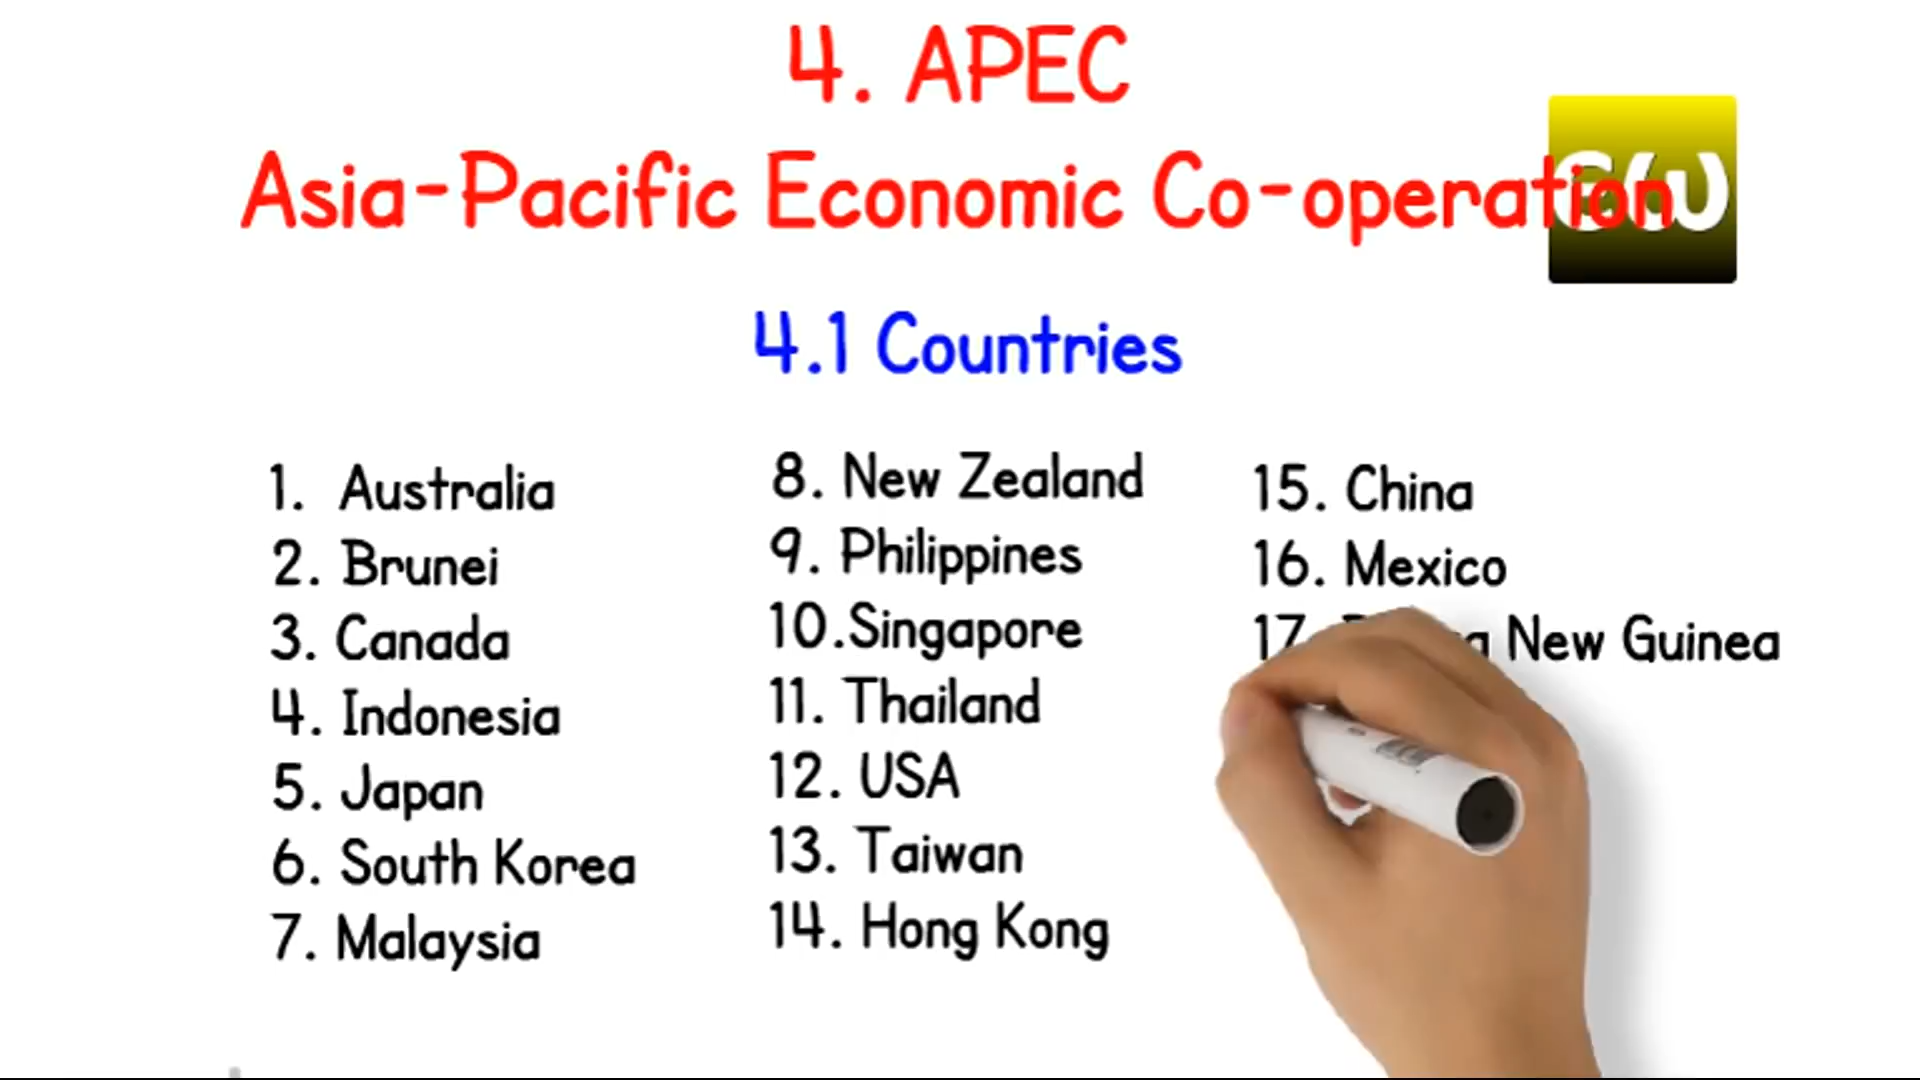 4. APEC
Asia-Pacific Economic Co-operation
GW
4.1 Countries
1. Australia
2. Brunei
3. Canada
4. Indonesia
5. Japan
6. South Korea
7. Malaysia
8. New Zealand
9. Philippines
10.Singapore
11. Thailand
12. USA
13. Taiwan
14. Hong Kong
15. China
16. Mexico
17. New Guinea